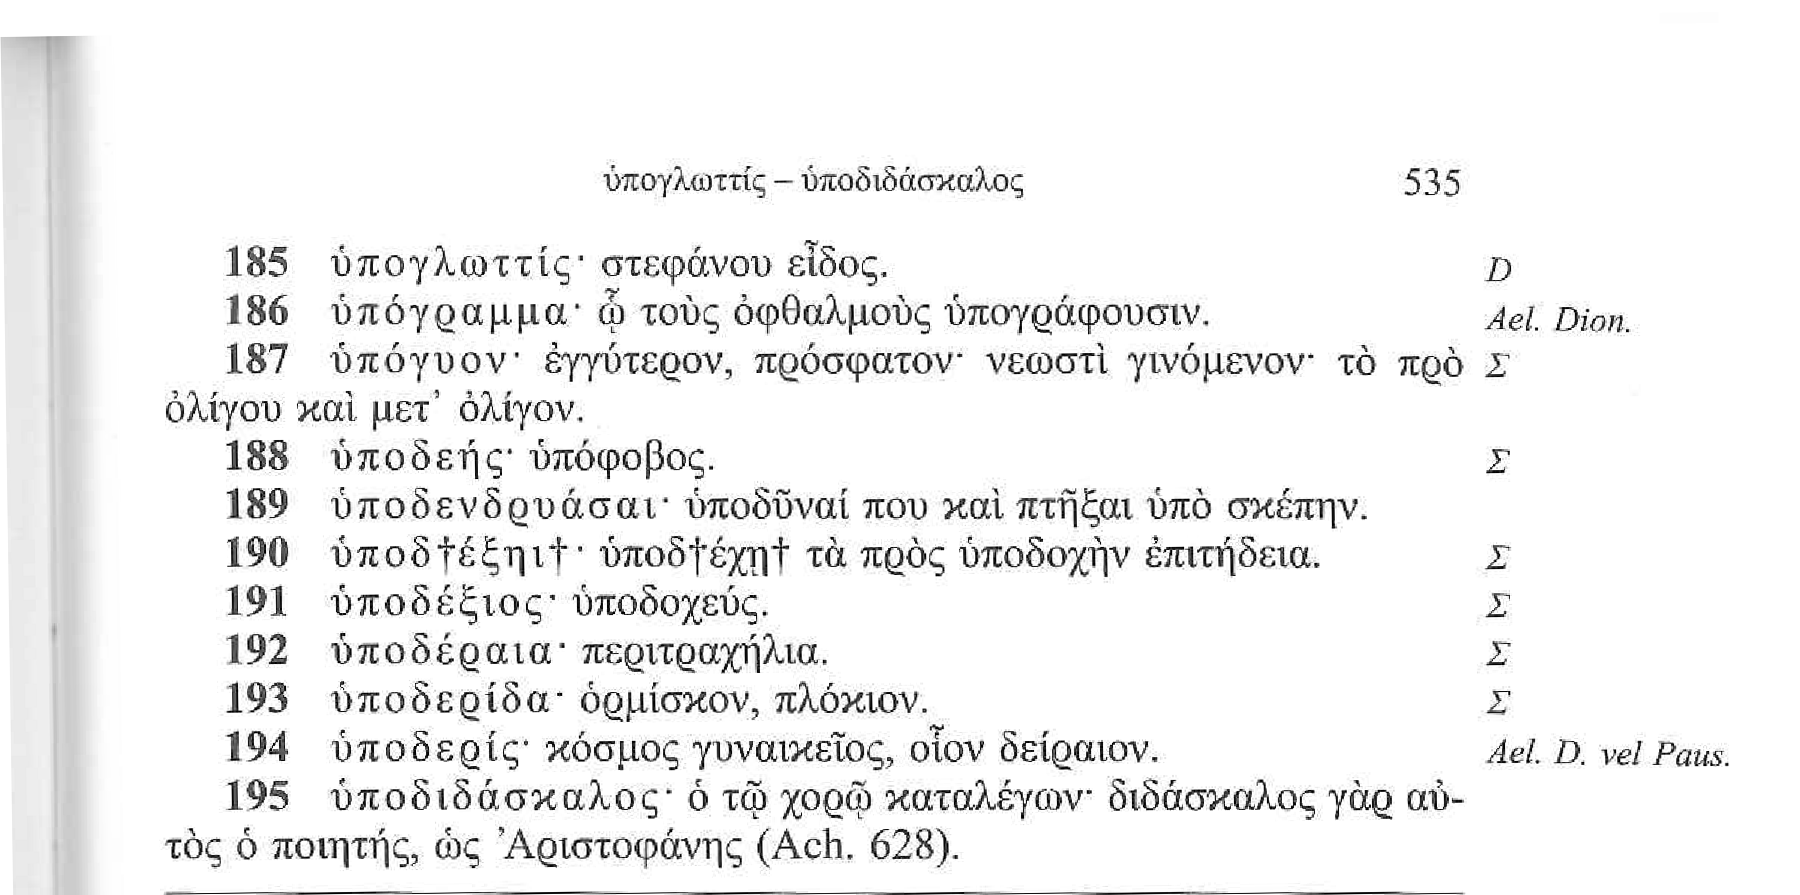 ὑπογλωττίς – ὑποδιδάσκαλος 535
185 ὑπογλωττίς· στεφάνου εἶδος. D
186 ὑπόγραμμα· ᾧ τοὺς ὀφθαλμοὺς ὑπογράφουσιν. Ael. Dion.
187 ὑπόγυον· ἐγγύτερον, πρόσφατον· νεωστὶ γινόμενον· τὸ πρὸ Σ
ὀλίγου καὶ μετ’ ὀλίγον.
188 ὑποδεής· ὑπόφοβος. Σ
189 ὑποδενδρυάσαι· ὑποδῦναί που καὶ πτῆξαι ὑπὸ σκέπην.
190 ὑποδ†έξηι†· ὑποδ†έχῃ† τὰ πρὸς ὑποδοχὴν ἐπιτήδεια. Σ
191 ὑποδέξιος· ὑποδοχεύς. Σ
192 ὑποδέραια· περιτραχήλια. Σ
193 ὑποδερίδα· ὁρμίσκον, πλόκιον. Σ
194 ὑποδερίς· κόσμος γυναικεῖος, οἷον δείραιον. Ael. D. vel Paus.
195 ὑποδιδάσκαλος· ὁ τῷ χορῷ καταλέγων· διδάσκαλος γὰρ αὐ-
τὸς ὁ ποιητής, ὡς Ἀριστοφάνης (Ach. 628).